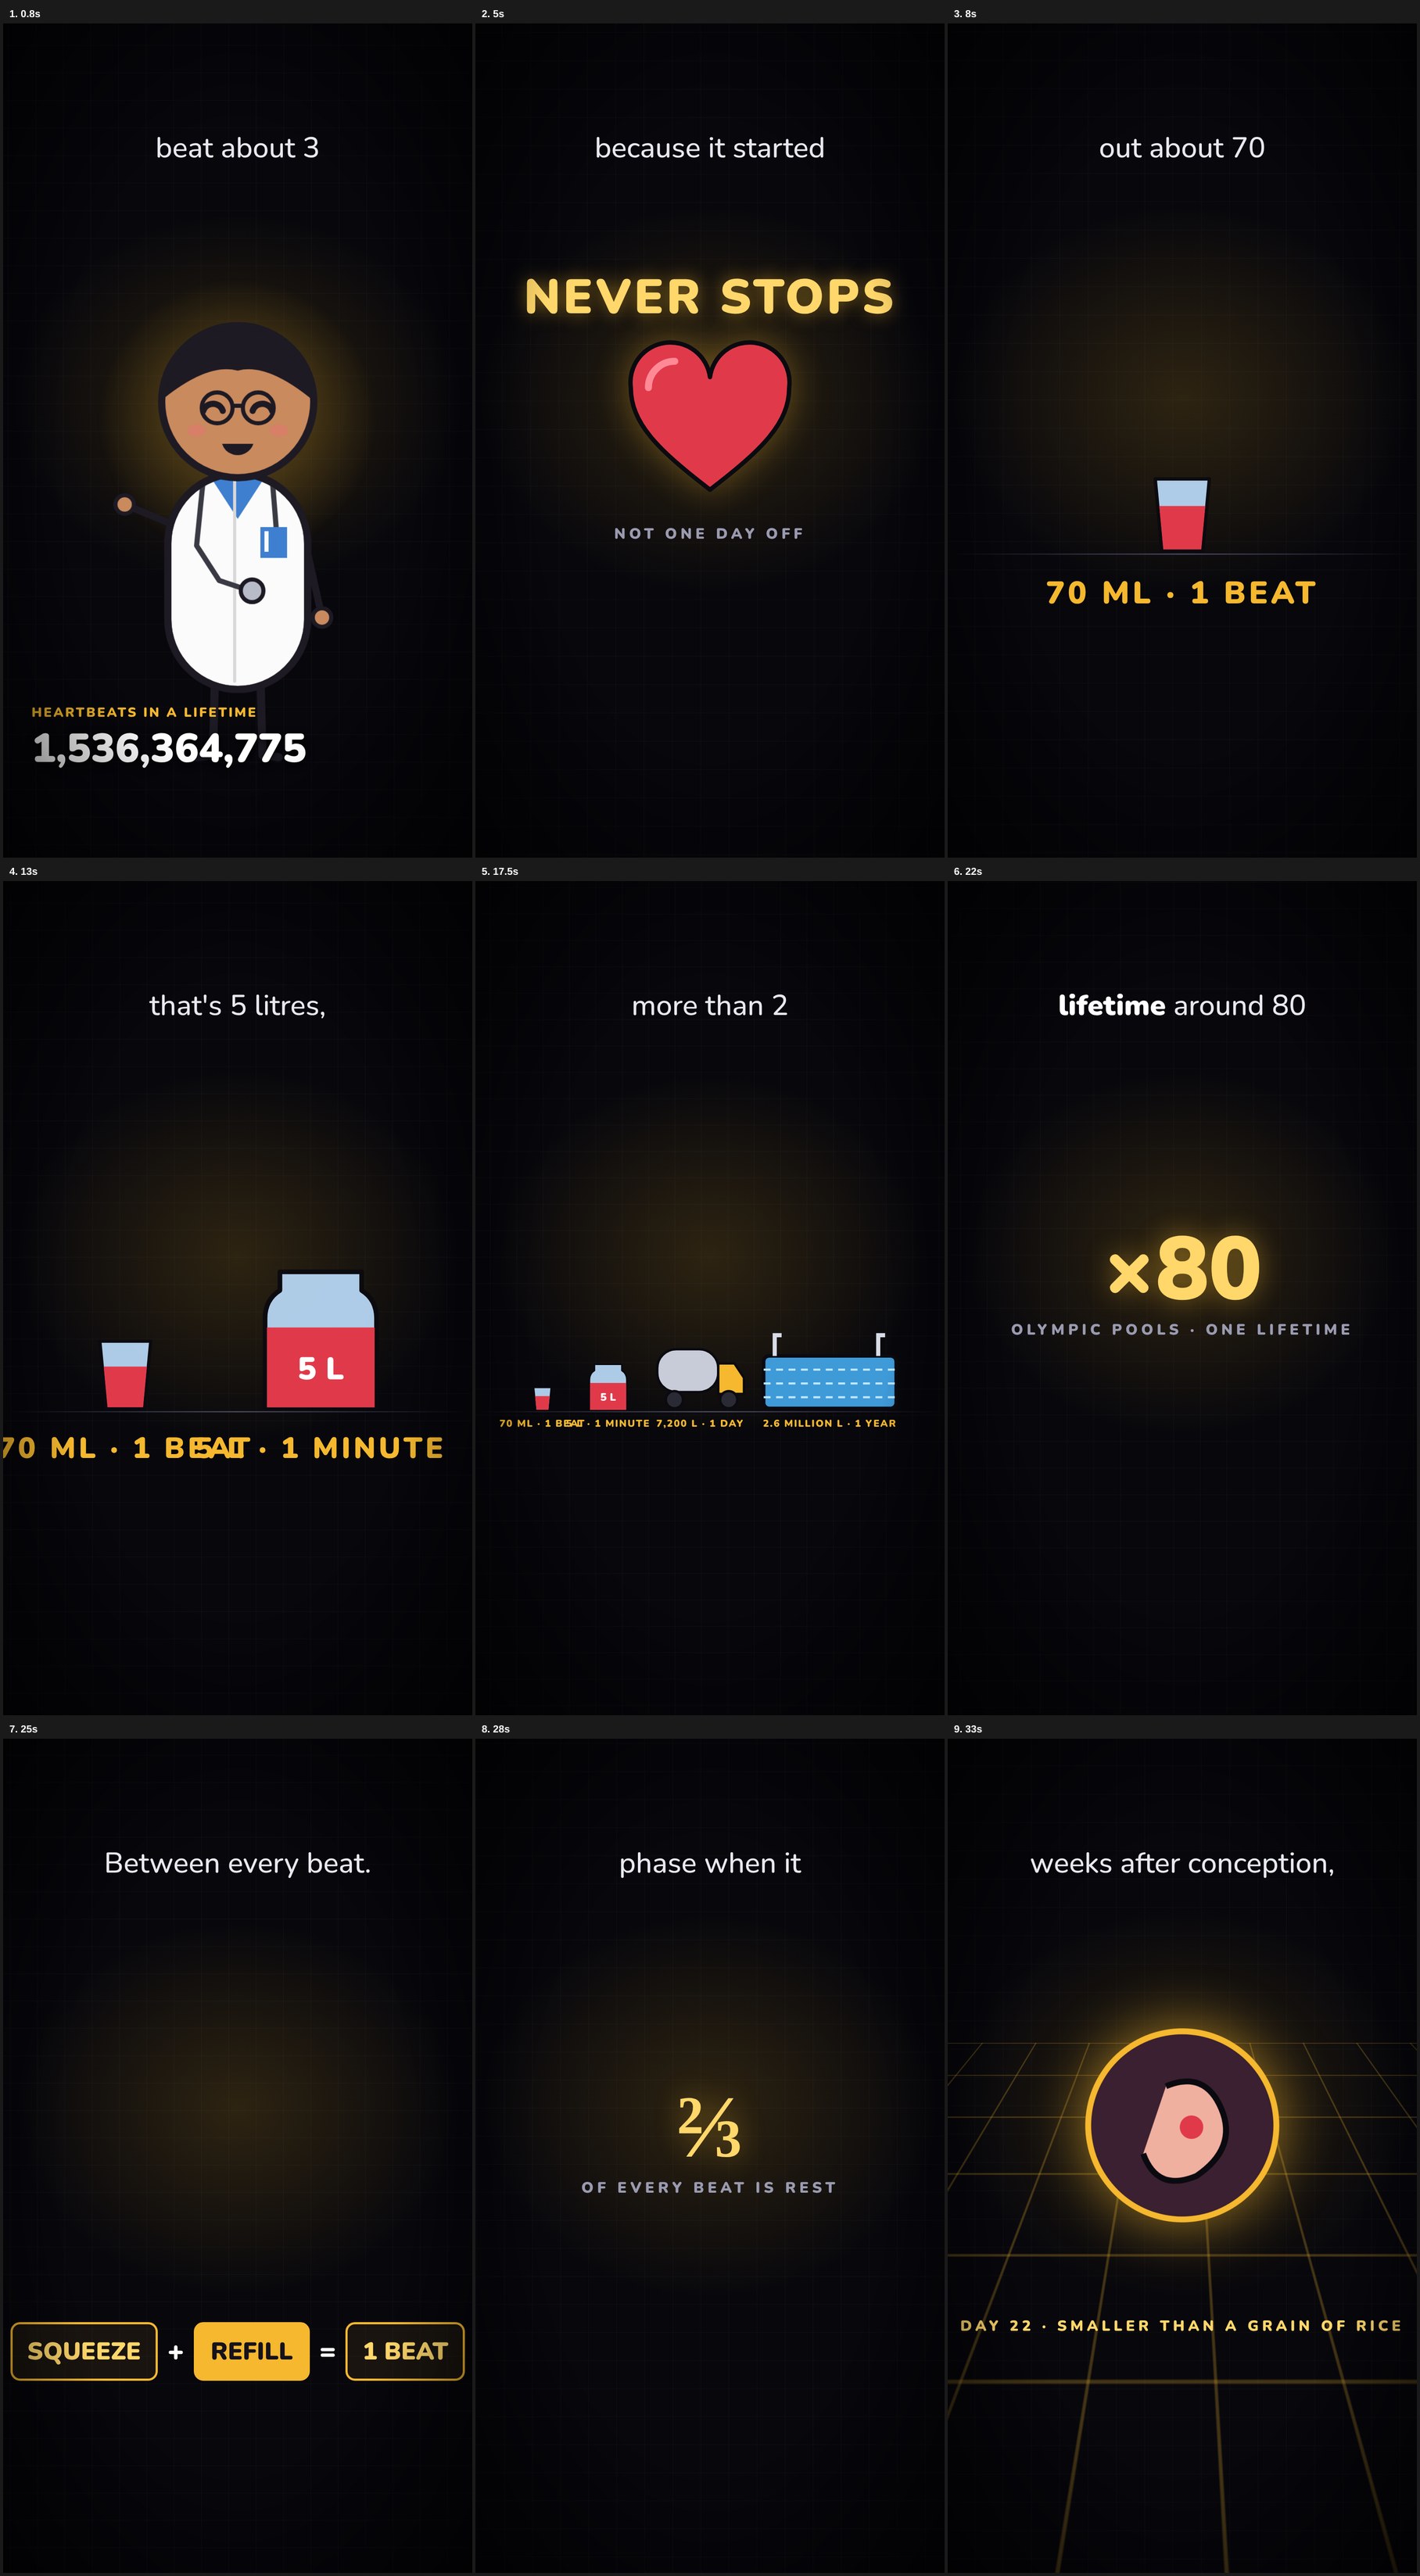 1. 0.8s
beat about 3
HEARTBEATS IN A LIFETIME
1,536,364,775
2. 5s
because it started
NEVER STOPS
NOT ONE DAY OFF
3. 8s
out about 70
70 ML · 1 BEAT
4. 13s
that's 5 litres,
5 L
70 ML · 1 BEAT
5 L · 1 MINUTE
5. 17.5s
more than 2
5 L
70 ML · 1 BEAT
5 L · 1 MINUTE
7,200 L · 1 DAY
2.6 MILLION L · 1 YEAR
6. 22s
lifetime around 80
×80
OLYMPIC POOLS · ONE LIFETIME
7. 25s
Between every beat.
SQUEEZE + REFILL = 1 BEAT
8. 28s
phase when it
⅔
OF EVERY BEAT IS REST
9. 33s
weeks after conception,
DAY 22 · SMALLER THAN A GRAIN OF RICE